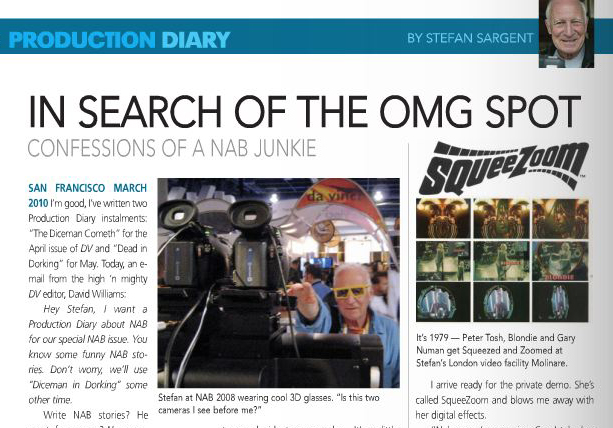 PRODUCTION DIARY
BY STEFAN SARGENT
IN SEARCH OF THE OMG SPOT
CONFESSIONS OF A NAB JUNKIE
SAN FRANCISCO MARCH
2010 I'm good, I've written two
Production Diary instalments:
"The Diceman Cometh" for the
April issue of DV and "Dead in
Dorking" for May. Today, an e-
mail from the high 'n mighty
DV editor, David Williams:
Hey Stefan, I want a
Production Diary about NAB
for our special NAB issue. You
know some funny NAB sto-
ries. Don't worry, we'll use
"Diceman in Dorking" some
other time.
Write NAB stories? He
da vinci
Stefan at NAB 2008 wearing cool 3D glasses. "Is this two
cameras I see before me?"
SqueeZoom™
BLONDIE
It's 1979 — Peter Tosh, Blondie and Gary
Numan get Squeezed and Zoomed at
Stefan's London video facility Molinare.
I arrive ready for the private demo. She's
called SqueeZoom and blows me away with
her digital effects.